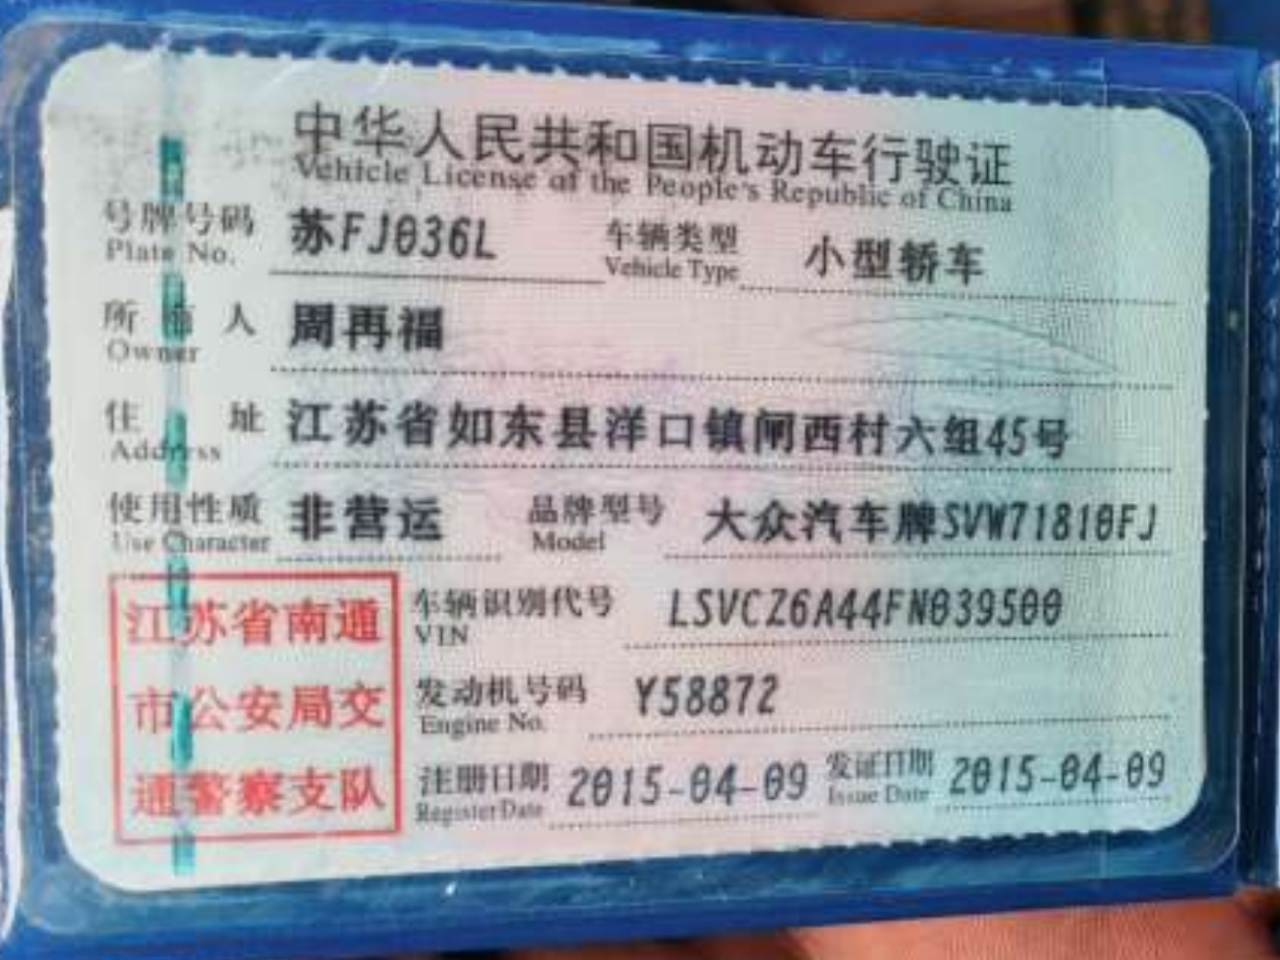 中华人民共和国机动车行驶证
Vehicle License of the People's Republic of China
号牌号码 苏FJ036L 车辆类型 小型轿车
Plate No. Vehicle Type
所有人 周再福
Owner
住址 江苏省如东县洋口镇闸西村六组45号
Address
使用性质 非营运 品牌型号 大众汽车牌SVW71810FJ
Use Character Model
江苏省南通
市公安局交
通警察支队
车辆识别代号 LSVCZ6A44FN039500
VIN
发动机号码 Y58872
Engine No.
注册日期 2015-04-09 发证日期 2015-04-09
Register Date Issue Date